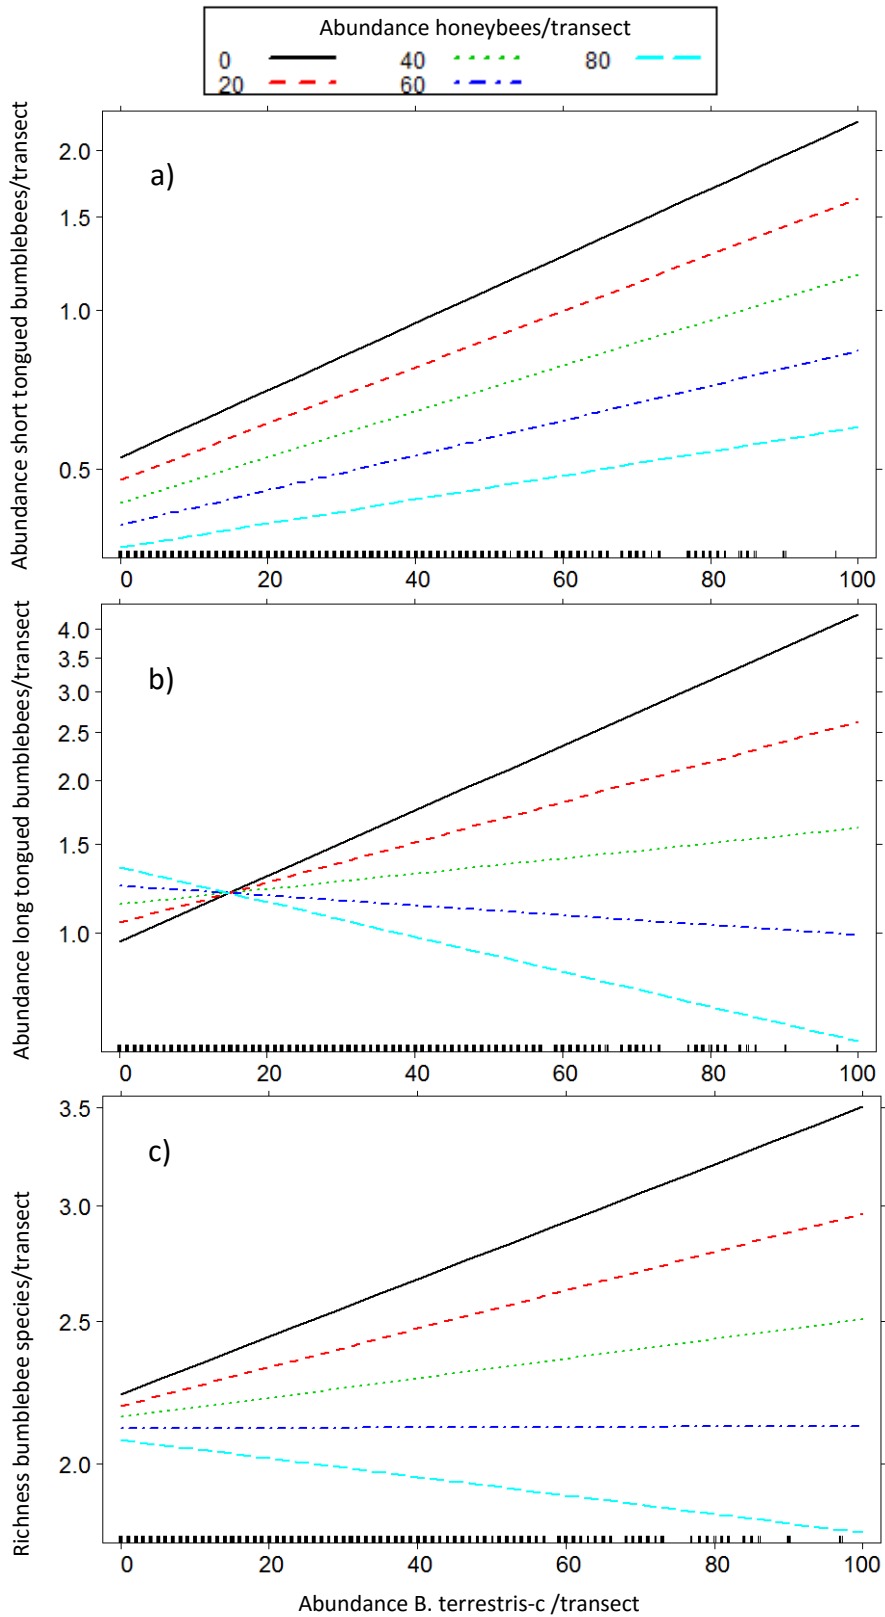 Abundance honeybees/transect
0 40 80
20 60
Abundance short tongued bumblebees/transect
a)
2.0
1.5
1.0
0.5
0 20 40 60 80 100
Abundance long tongued bumblebees/transect
b)
4.0
3.5
3.0
2.5
2.0
1.5
1.0
0 20 40 60 80 100
Richness bumblebee species/transect
c)
3.5
3.0
2.5
2.0
0 20 40 60 80 100
Abundance B. terrestris-c /transect